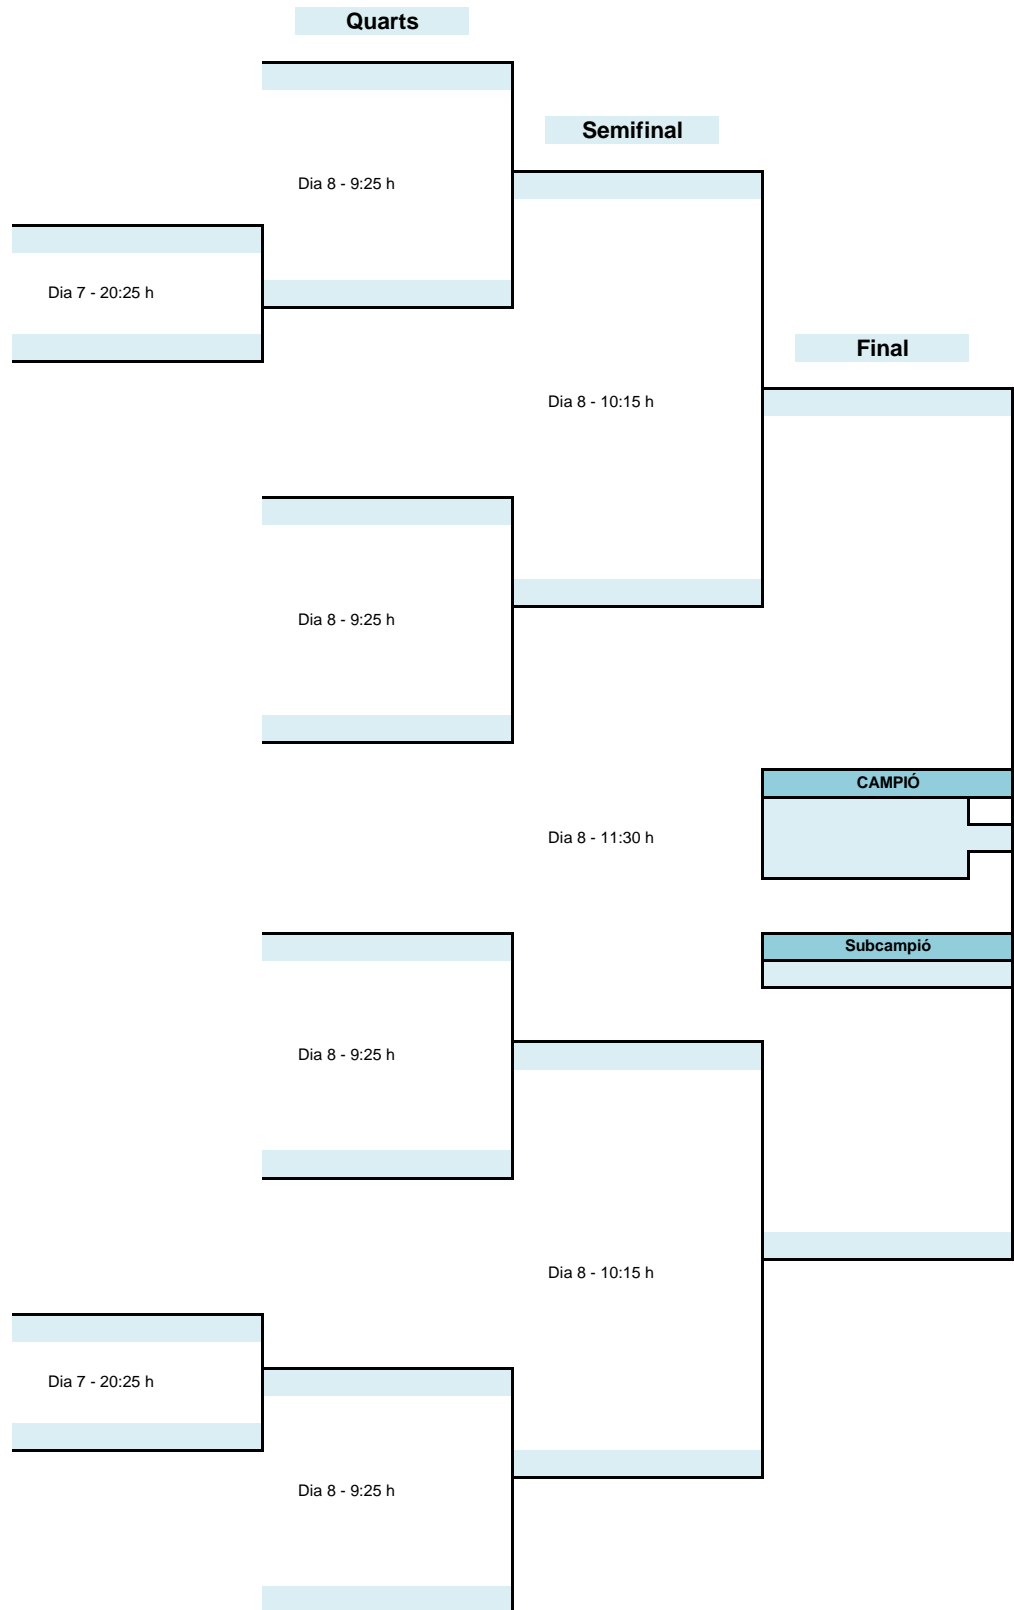 Quarts
Semifinal
Dia 8 - 9:25 h
Dia 7 - 20:25 h
Final
Dia 8 - 10:15 h
Dia 8 - 9:25 h
CAMPIÓ
Dia 8 - 11:30 h
Subcampió
Dia 8 - 9:25 h
Dia 8 - 10:15 h
Dia 7 - 20:25 h
Dia 8 - 9:25 h